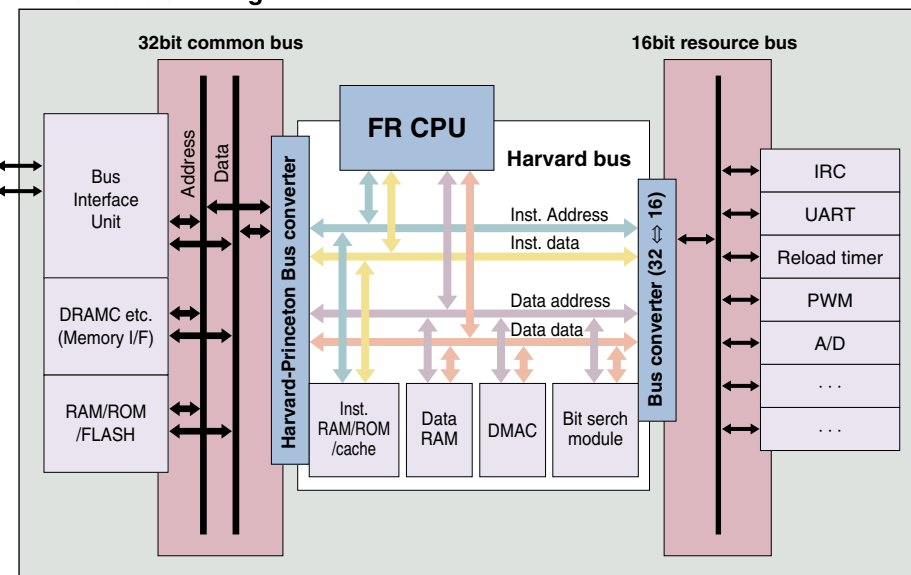 32bit common bus
16bit resource bus
FR CPU
Harvard bus
Bus
Interface
Unit
Address
Data
DRAMC etc.
(Memory I/F)
RAM/ROM
/FLASH
Harvard-Princeton Bus converter
Inst. Address
Inst. data
Data address
Data data
Inst.
RAM/ROM
/cache
Data
RAM
DMAC
Bit serch
module
Bus converter (32 ⇔ 16)
IRC
UART
Reload timer
PWM
A/D
. . .
. . .